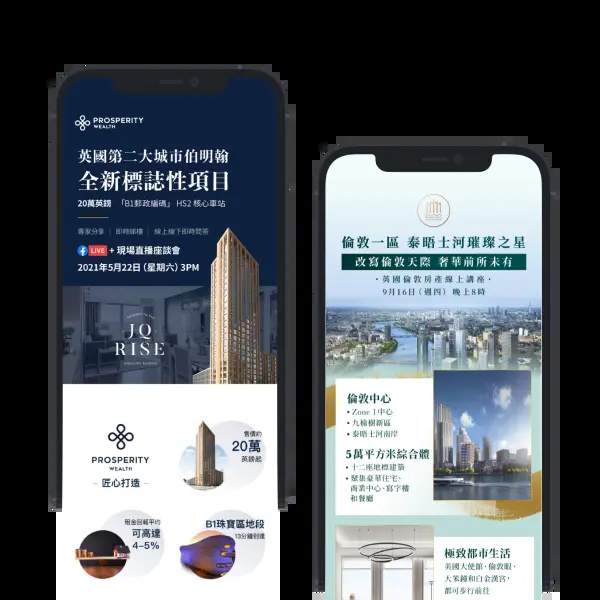 PROSPERITY
WEALTH
英國第二大城市伯明翰
全新標誌性項目
20萬英鎊 「B1郵政編碼」 HS2 核心車站
專家分享 | 即時睇樓 | 線上線下即時問答
LIVE + 現場直播座談會
2021年5月22日 (星期六) 3PM
JQ
RISE
PROSPERITY
WEALTH
匠心打造
售價約
20萬
英鎊起
租金回報平均
可高達
4-5%
B1珠寶區地段
13分鐘到達
倫敦一區 泰晤士河璀璨之星
改寫倫敦天際 奢華前所未有
·英國倫敦房產線上講座·
9月16日 (週四) 晚上8時
倫敦中心
• Zone 1中心
• 九榆樹新區
• 泰晤士河南岸
5萬平方米綜合體
• 十二座地標建築
• 聚集豪華住宅、
商業中心、寫字樓
和餐廳
極致都市生活
美國大使館、倫敦眼、
大笨鐘和白金漢宮，
都可步行前往